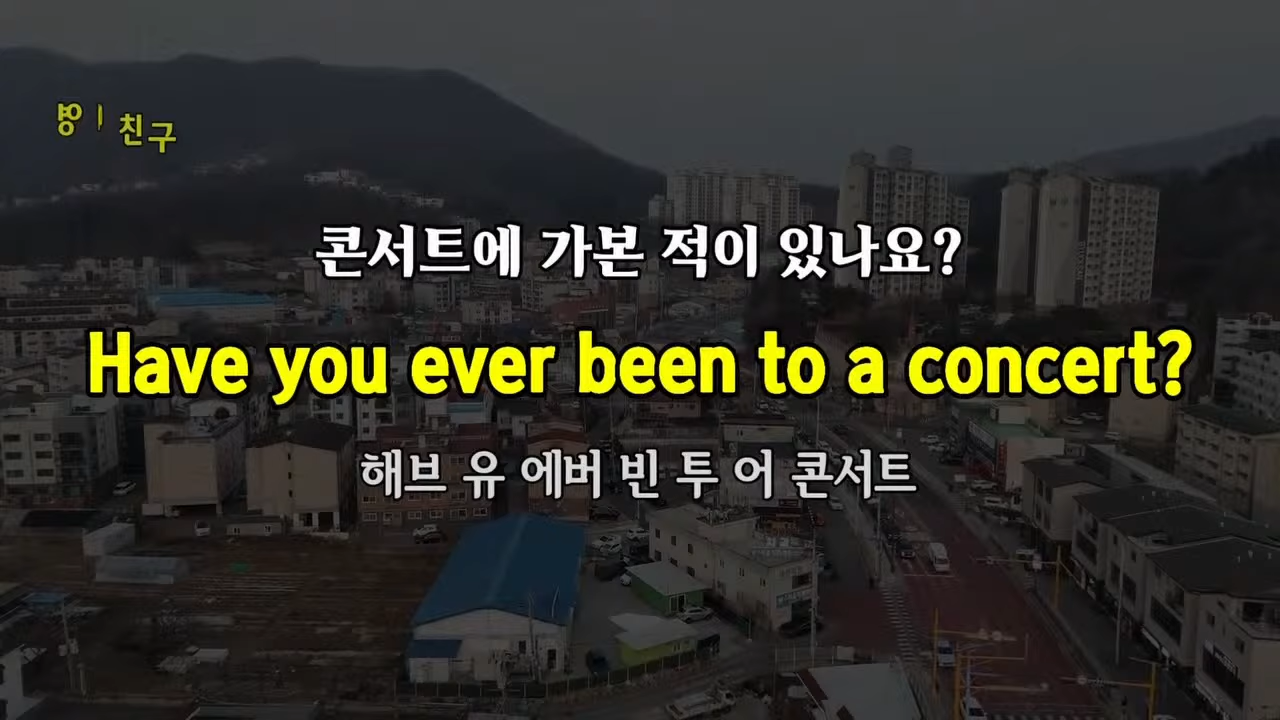 친구
콘서트에 가본 적이 있나요?
Have you ever been to a concert?
해브 유 에버 빈 투 어 콘서트